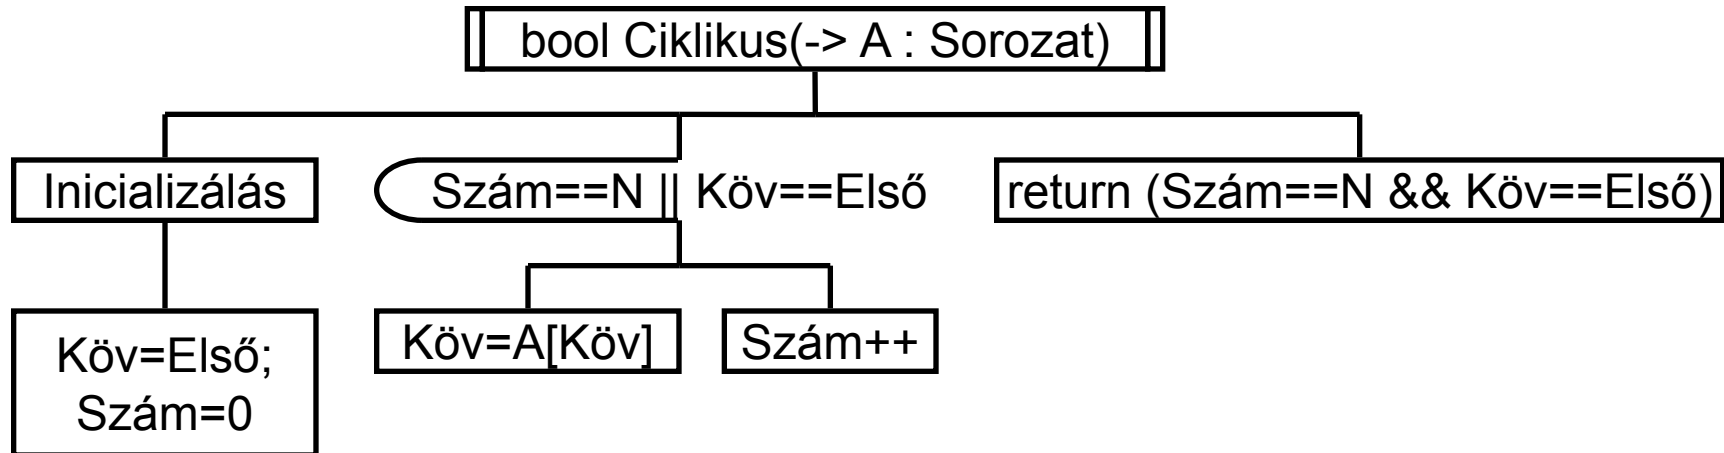 bool Ciklikus(-> A : Sorozat)
Inicializálás
Szám==N || Köv==Első
return (Szám==N && Köv==Első)
Köv=Első;
Szám=0
Köv=A[Köv]
Szám++